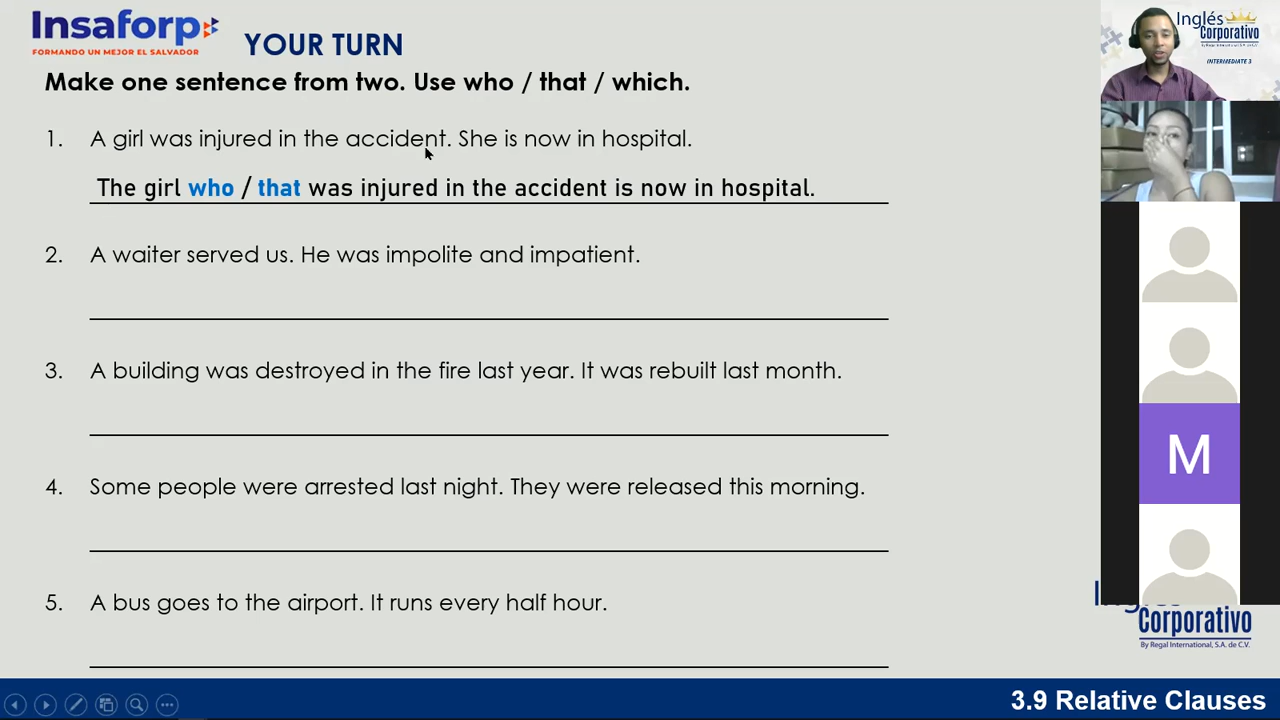 Insaforp
FORMANDO UN MEJOR EL SALVADOR
YOUR TURN
Make one sentence from two. Use who / that / which.
1. A girl was injured in the accident. She is now in hospital.
The girl who / that was injured in the accident is now in hospital.
2. A waiter served us. He was impolite and impatient.
3. A building was destroyed in the fire last year. It was rebuilt last month.
4. Some people were arrested last night. They were released this morning.
5. A bus goes to the airport. It runs every half hour.
Inglés
Corporativo
By Regal International, S.A. de C.V.
INTERMEDIATE 3
M
Corporativo
By Regal International, S.A. de C.V.
3.9 Relative Clauses